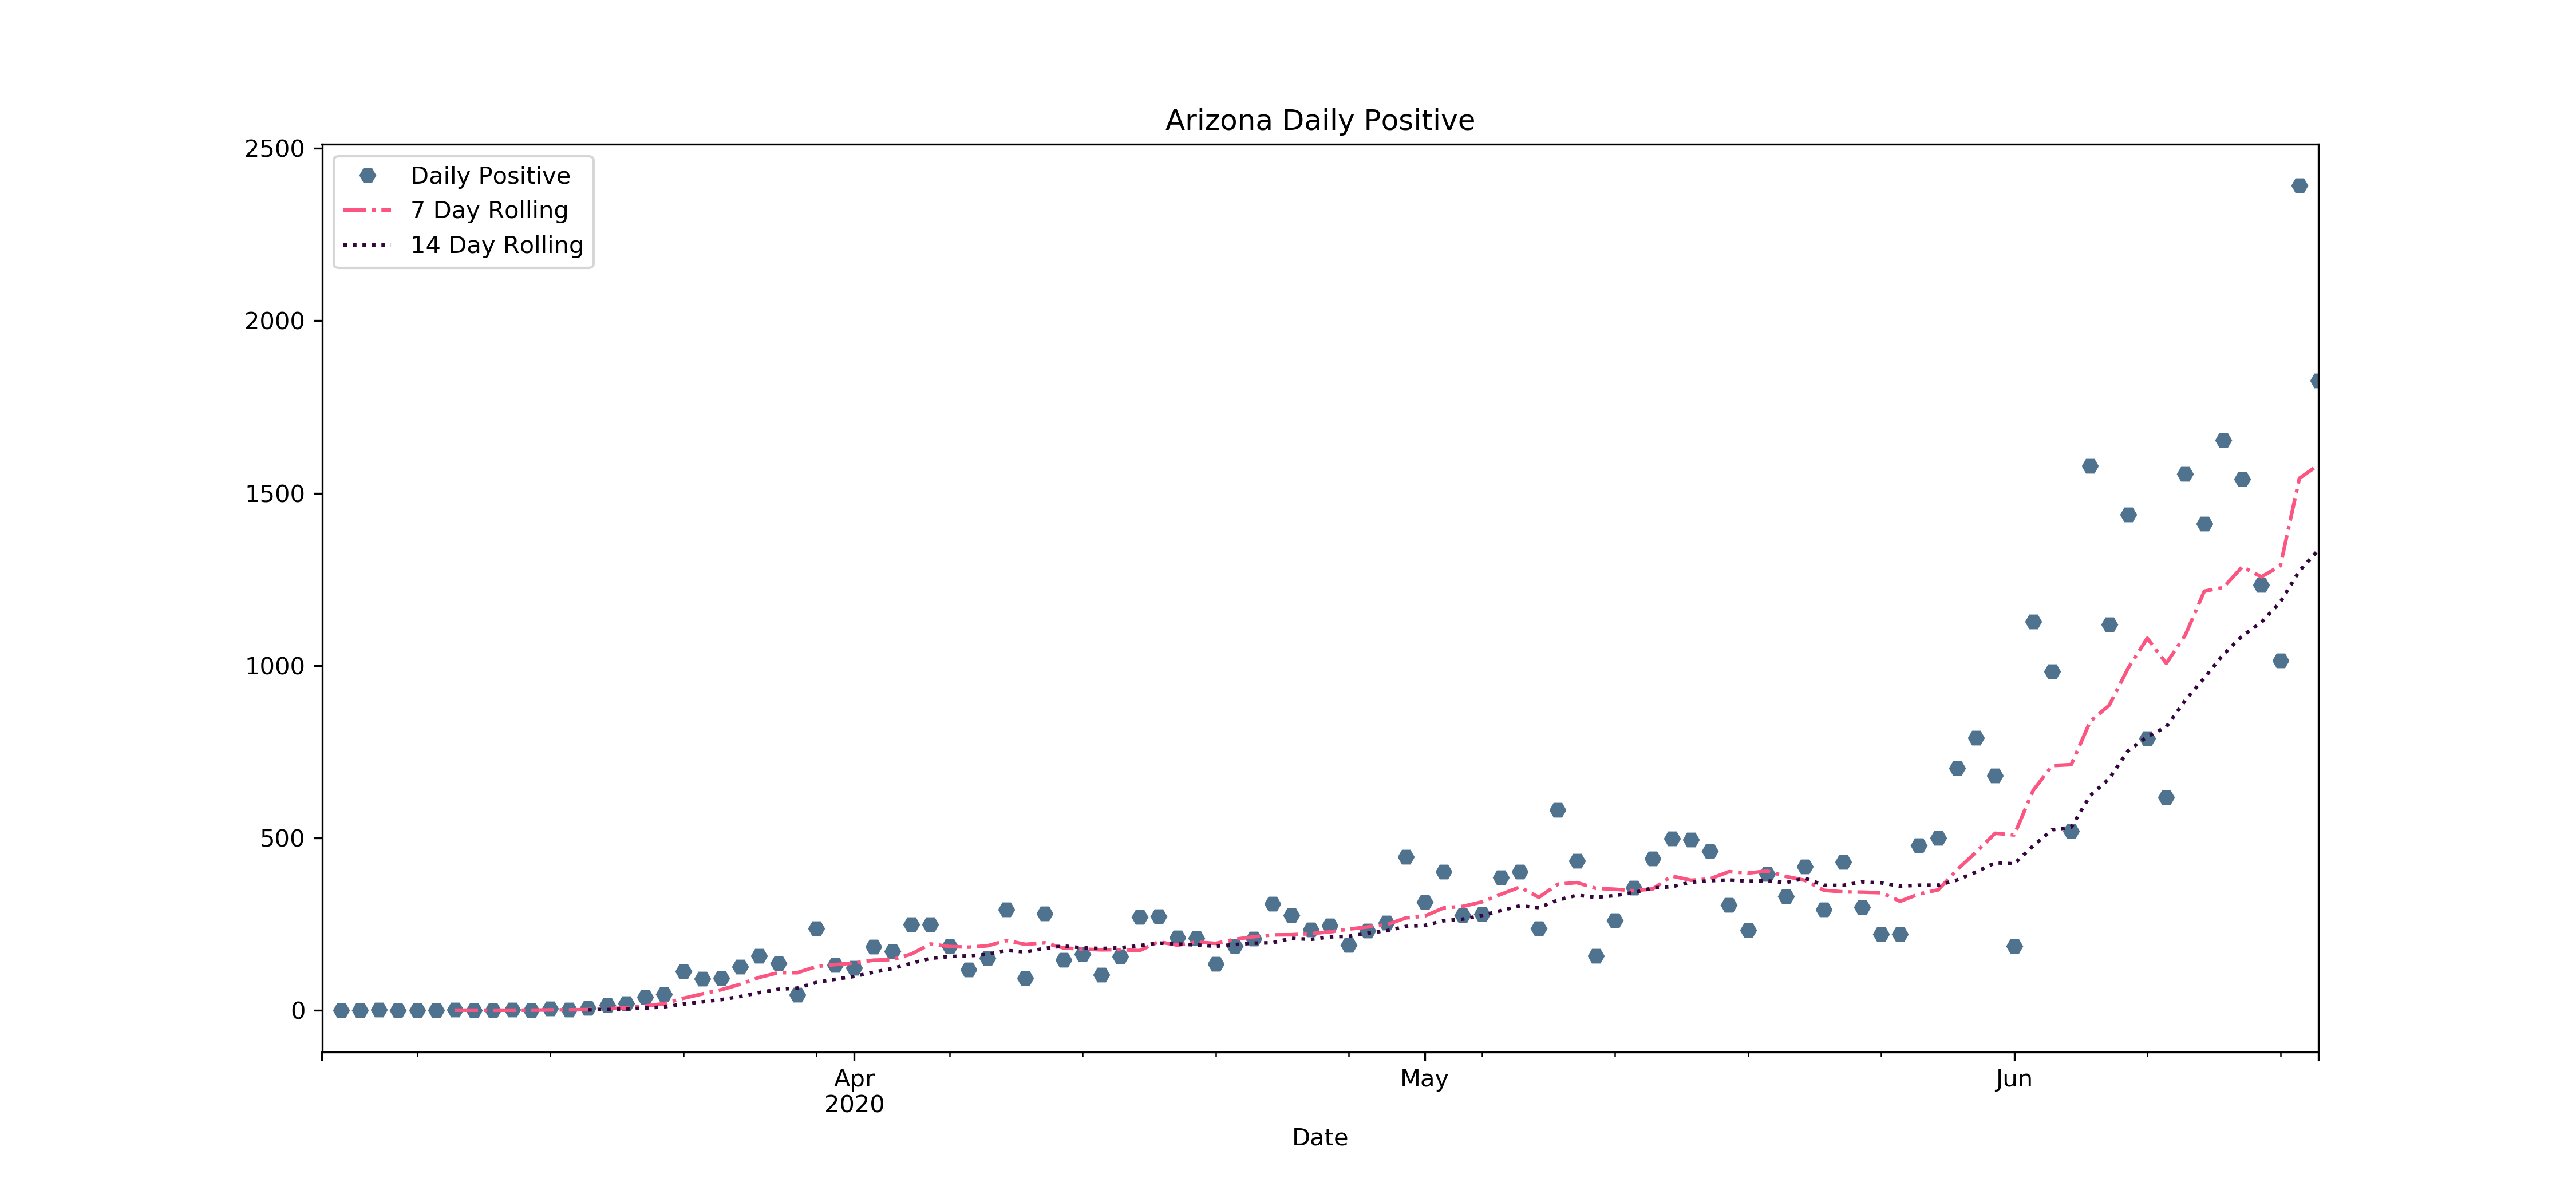 Arizona Daily Positive
2500
2000
1500
1000
500
0
Daily Positive
7 Day Rolling
14 Day Rolling
Apr
2020
May
Jun
Date